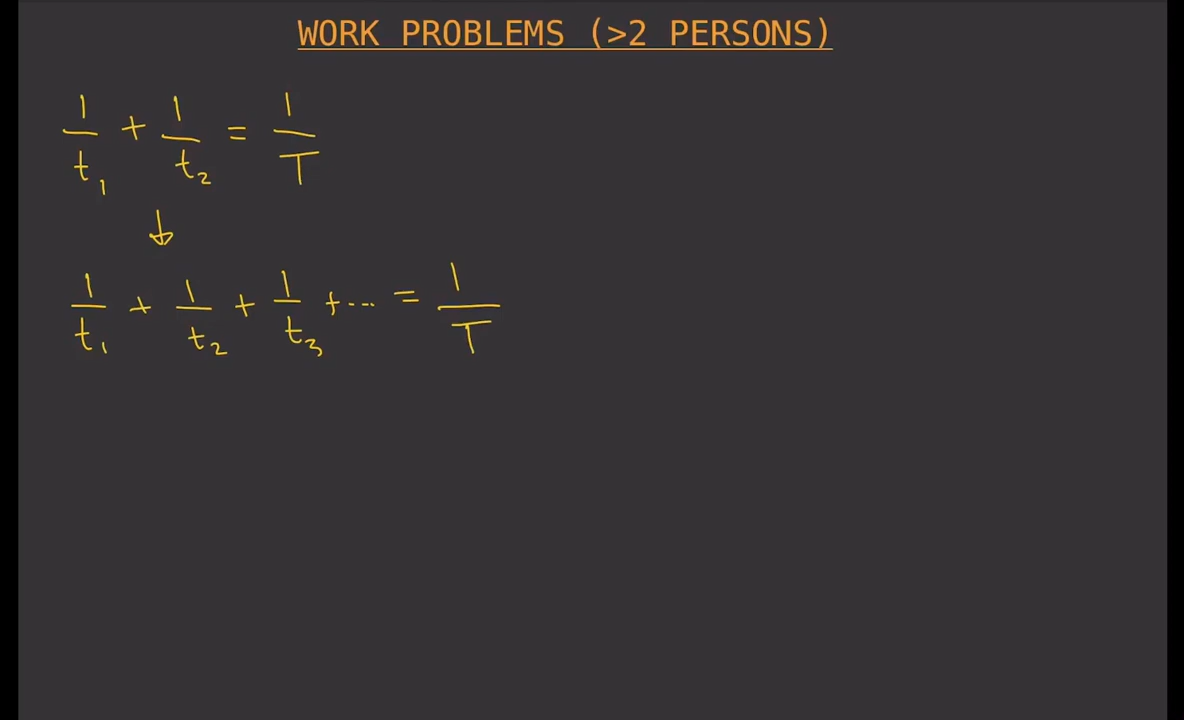 WORK PROBLEMS (>2 PERSONS)
1/t₁ + 1/t₂ = 1/T
↓
1/t₁ + 1/t₂ + 1/t₃ + ... = 1/T